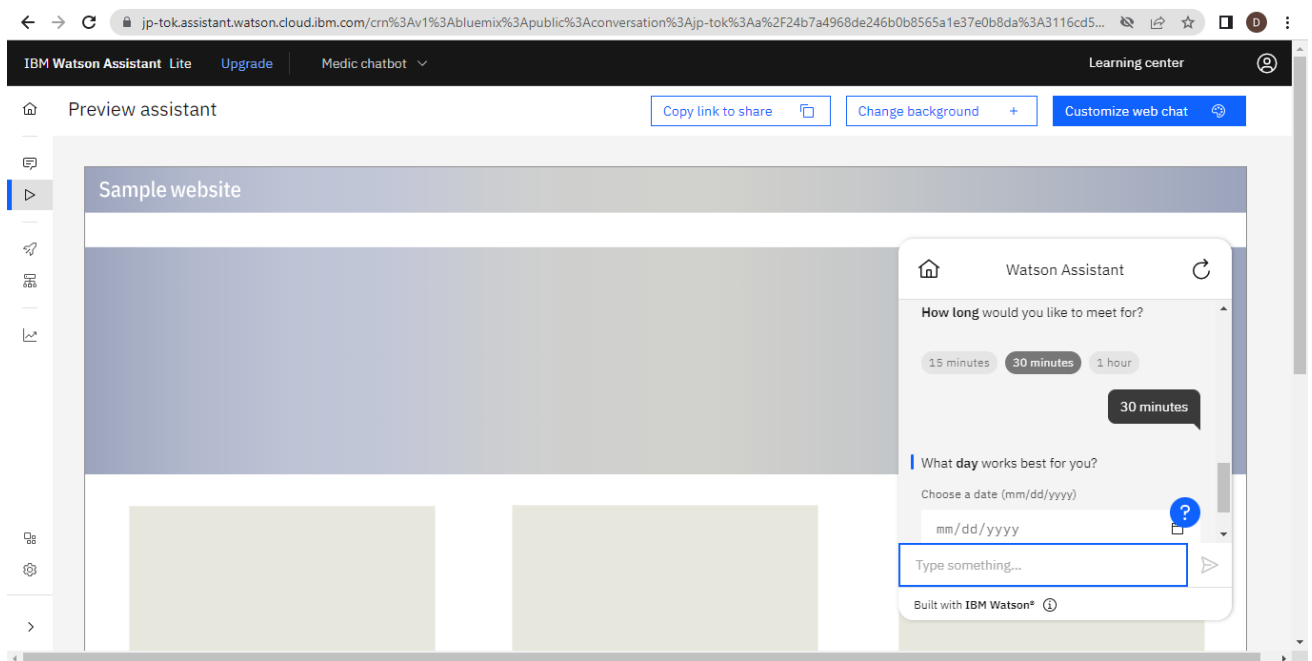 jp-tok.assistant.watson.cloud.ibm.com/crn%3Av1%3Abluemix%3Apublic%3Aconversation%3Ajp-tok%3Aa%2F24b7a4968de246b0b8565a1e37e0b8da%3A3116cd5...
D
IBM Watson Assistant Lite Upgrade Medic chatbot Learning center
Preview assistant Copy link to share Change background + Customize web chat
Sample website
Watson Assistant
How long would you like to meet for?
15 minutes 30 minutes 1 hour
30 minutes
What day works best for you?
Choose a date (mm/dd/yyyy)
?
mm/dd/yyyy
Type something...
Built with IBM Watson®